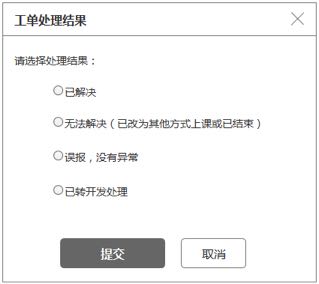 工单处理结果
请选择处理结果：
已解决
无法解决（已改为其他方式上课或已结束）
误报，没有异常
已转开发处理
提交
取消